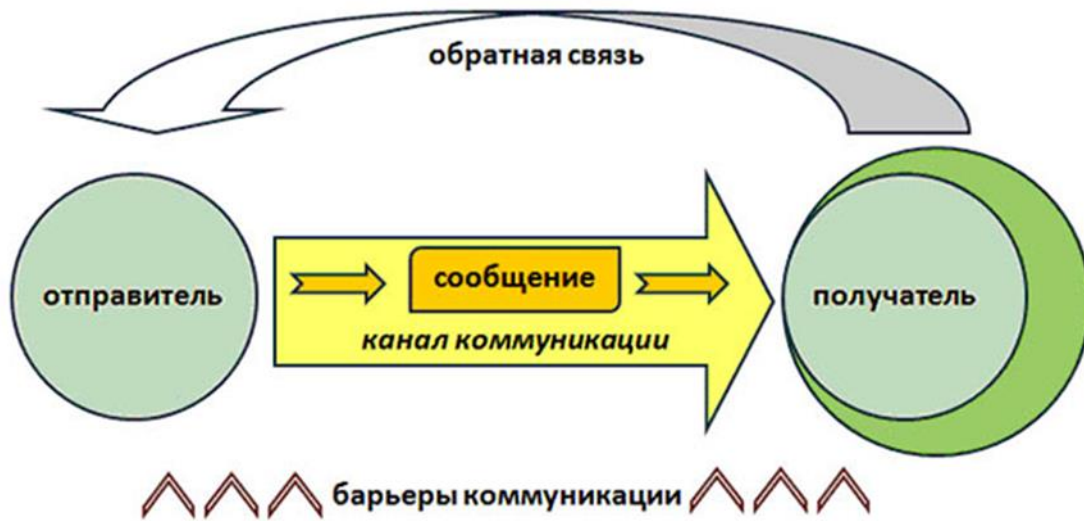 обратная связь
отправитель
сообщение
получатель
канал коммуникации
барьеры коммуникации